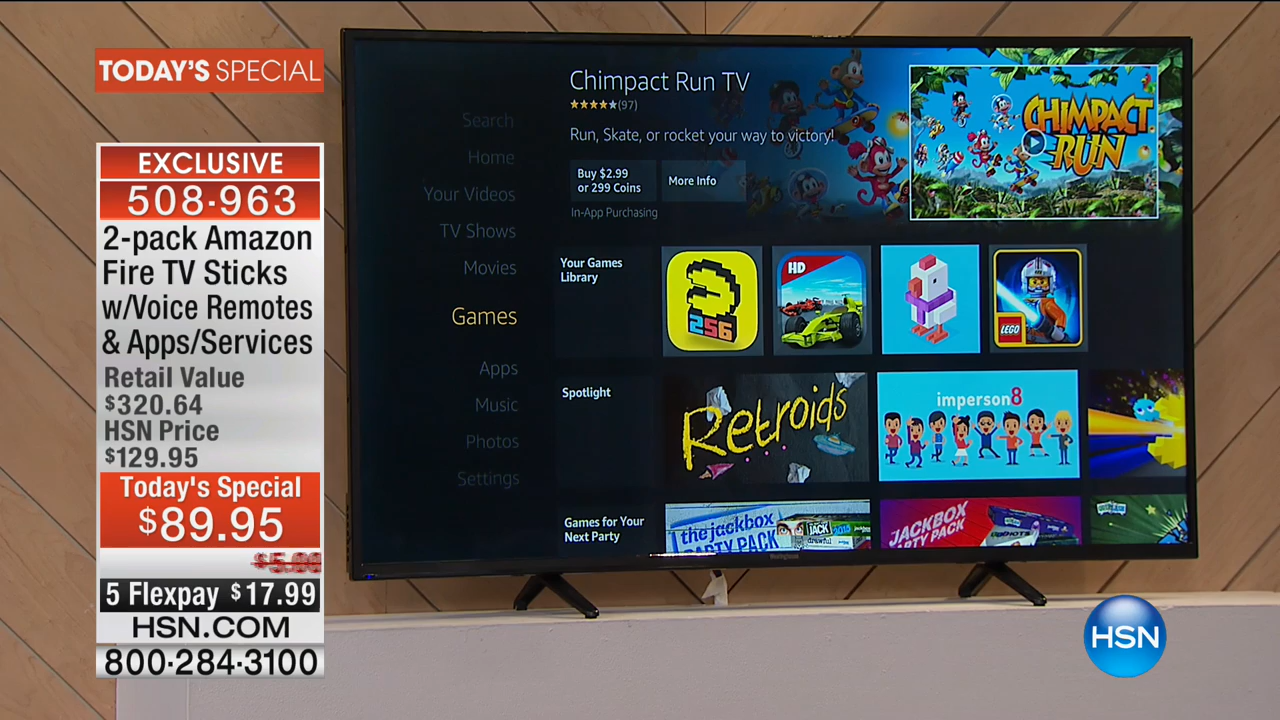 TODAY'S SPECIAL
EXCLUSIVE
508-963
2-pack Amazon
Fire TV Sticks
w/Voice Remotes
& Apps/Services
Retail Value
$320.64
HSN Price
$129.95
Today's Special
$89.95
5 Flexpay $17.99
HSN.COM
800-284-3100
Search
Home
Your Videos
TV Shows
Movies
Games
Apps
Music
Photos
Settings
Chimpact Run TV
(97)
Run, Skate, or rocket your way to victory!
Buy $2.99
or 299 Coins
More Info
In-App Purchasing
CHIMPACT
RUN
Your Games
Library
256
HD
LEGO
Spotlight
Retroids
imperson8
Games for Your
Next Party
the jackbox
PARTY PACK
JACKBOX
PARTY PACK
Westinghouse
HSN